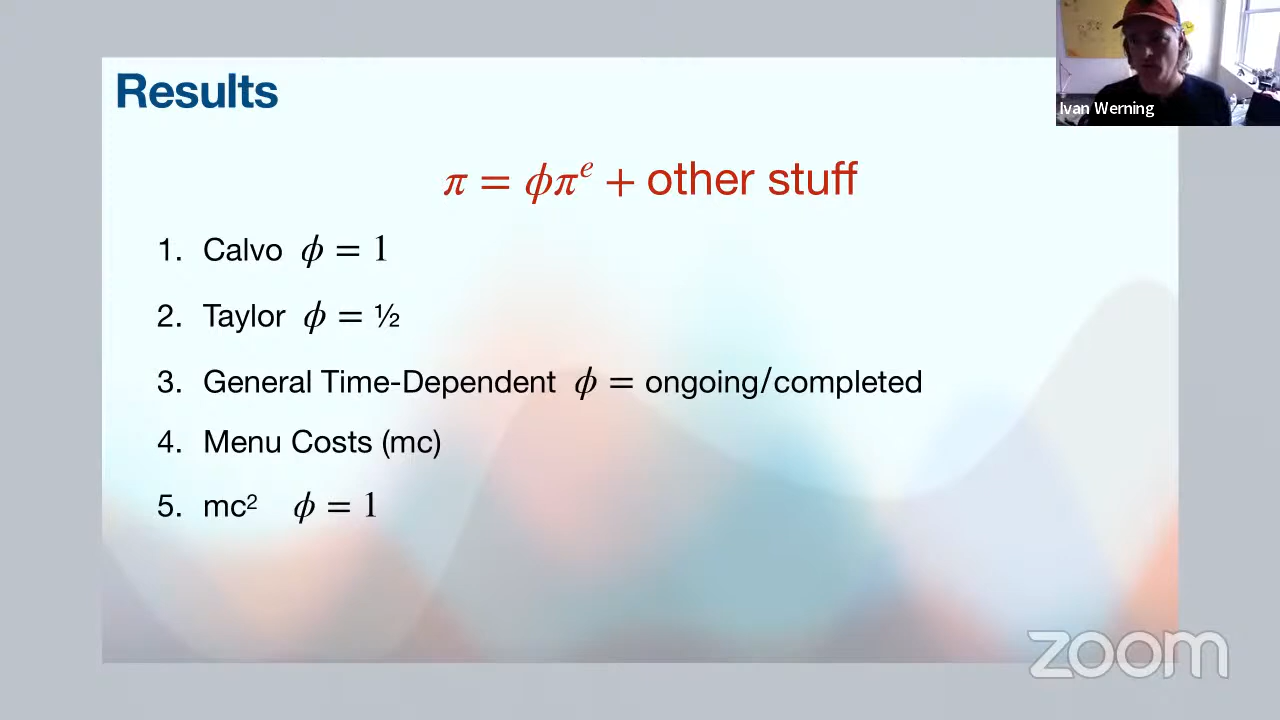 Results
Ivan Werning
π = ϕπᵉ + other stuff
1. Calvo ϕ = 1
2. Taylor ϕ = ½
3. General Time-Dependent ϕ = ongoing/completed
4. Menu Costs (mc)
5. mc² ϕ = 1
zoom